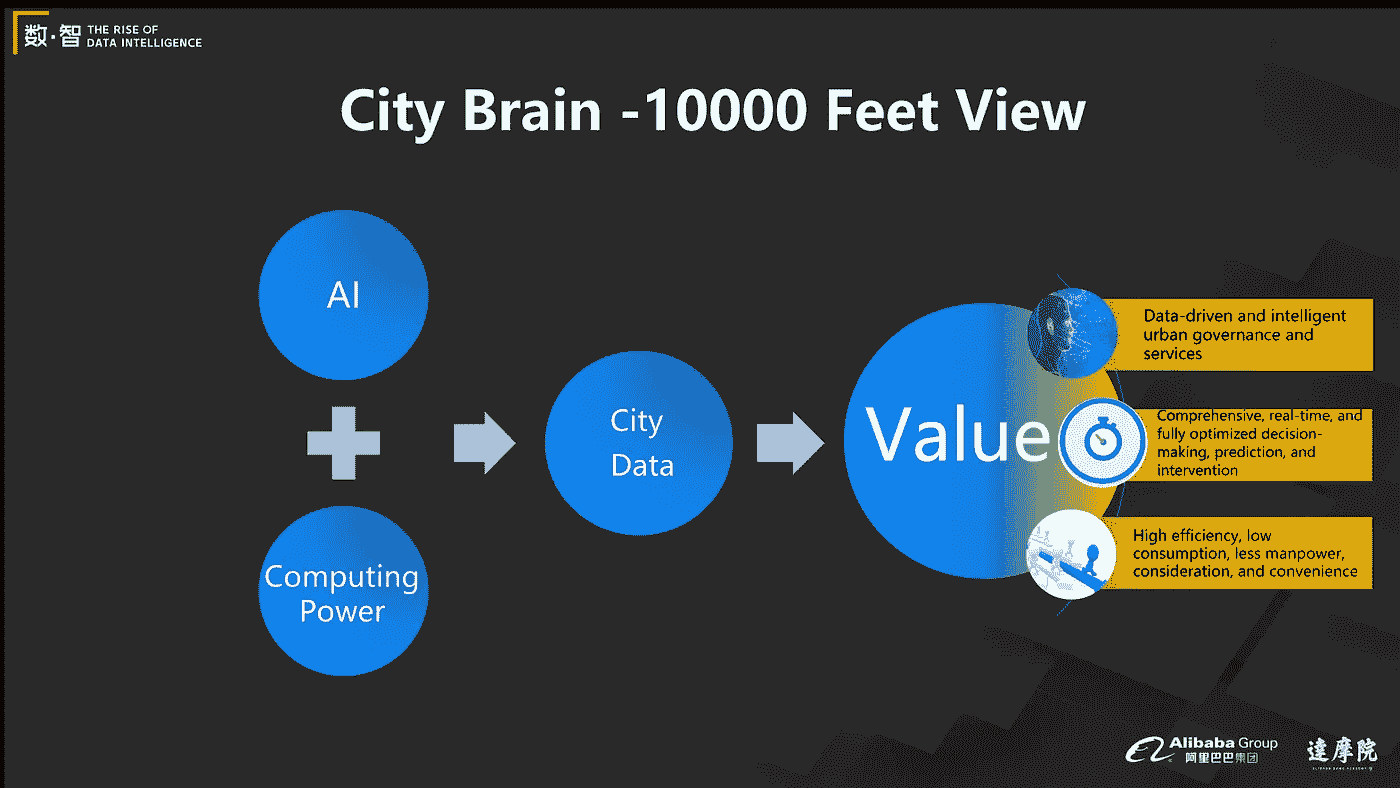 数·智 THE RISE OF
DATA INTELLIGENCE
City Brain -10000 Feet View
AI
Computing
Power
City
Data
Value
Data-driven and intelligent
urban governance and
services
Comprehensive, real-time, and
fully optimized decision-
making, prediction, and
intervention
High efficiency, low
consumption, less manpower,
consideration, and convenience
Alibaba Group
阿里巴巴集团
達摩院